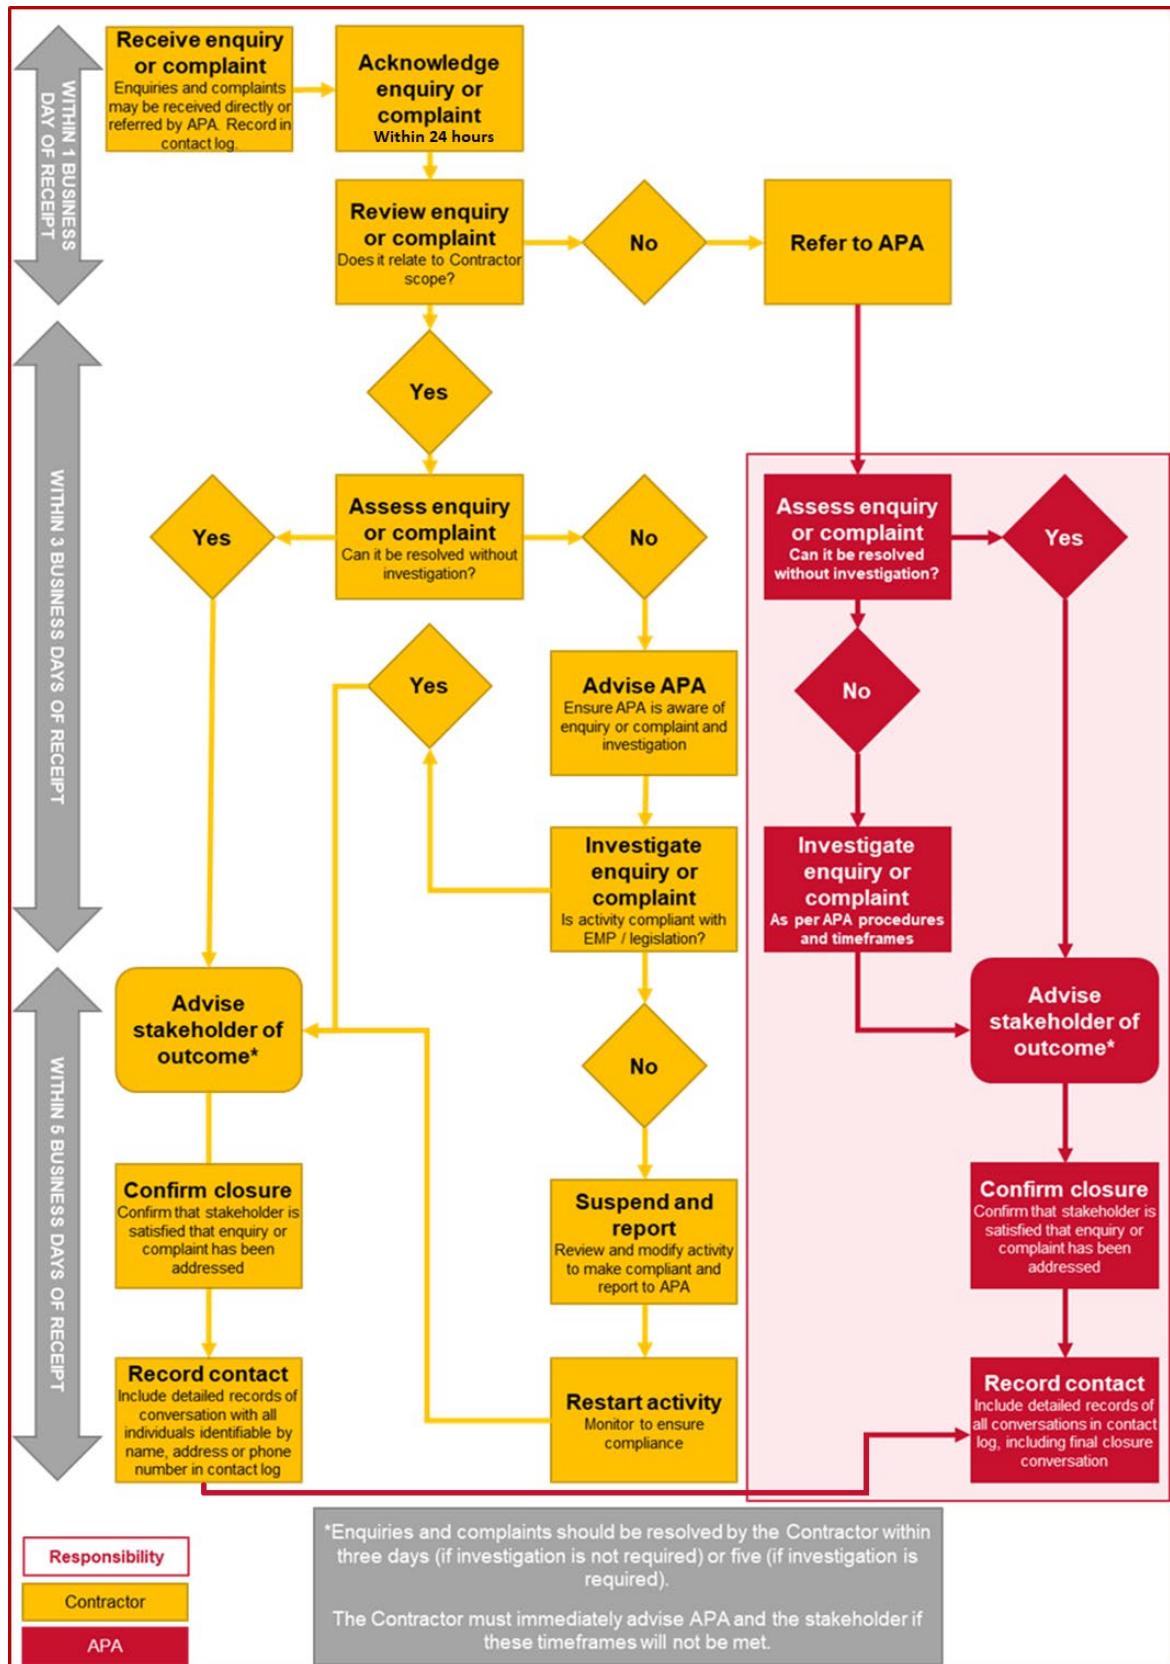 WITHIN 1 BUSINESS
DAY OF RECEIPT
Receive enquiry
or complaint
Enquiries and complaints
may be received directly or
referred by APA. Record in
contact log.
Acknowledge
enquiry or
complaint
Within 24 hours
Review enquiry
or complaint
Does it relate to Contractor
scope?
No
Refer to APA
Yes
WITHIN 3 BUSINESS DAYS OF RECEIPT
Yes
Assess enquiry
or complaint
Can it be resolved without
investigation?
No
Assess enquiry
or complaint
Can it be resolved
without investigation?
Yes
Yes
Advise APA
Ensure APA is aware of
enquiry or complaint and
investigation
No
Investigate
enquiry or
complaint
Is activity compliant with
EMP / legislation?
Investigate
enquiry or
complaint
As per APA procedures
and timeframes
WITHIN 5 BUSINESS DAYS OF RECEIPT
Advise
stakeholder of
outcome*
No
Advise
stakeholder of
outcome*
Confirm closure
Confirm that stakeholder is
satisfied that enquiry or
complaint has been
addressed
Suspend and
report
Review and modify activity
to make compliant and
report to APA
Confirm closure
Confirm that stakeholder is
satisfied that enquiry or
complaint has been
addressed
Record contact
Include detailed records of
conversation with all
individuals identifiable by
name, address or phone
number in contact log
Restart activity
Monitor to ensure
compliance
Record contact
Include detailed records of
all conversations in contact
log, including final closure
conversation
Responsibility
Contractor
APA
*Enquiries and complaints should be resolved by the Contractor within
three days (if investigation is not required) or five (if investigation is
required).
The Contractor must immediately advise APA and the stakeholder if
these timeframes will not be met.